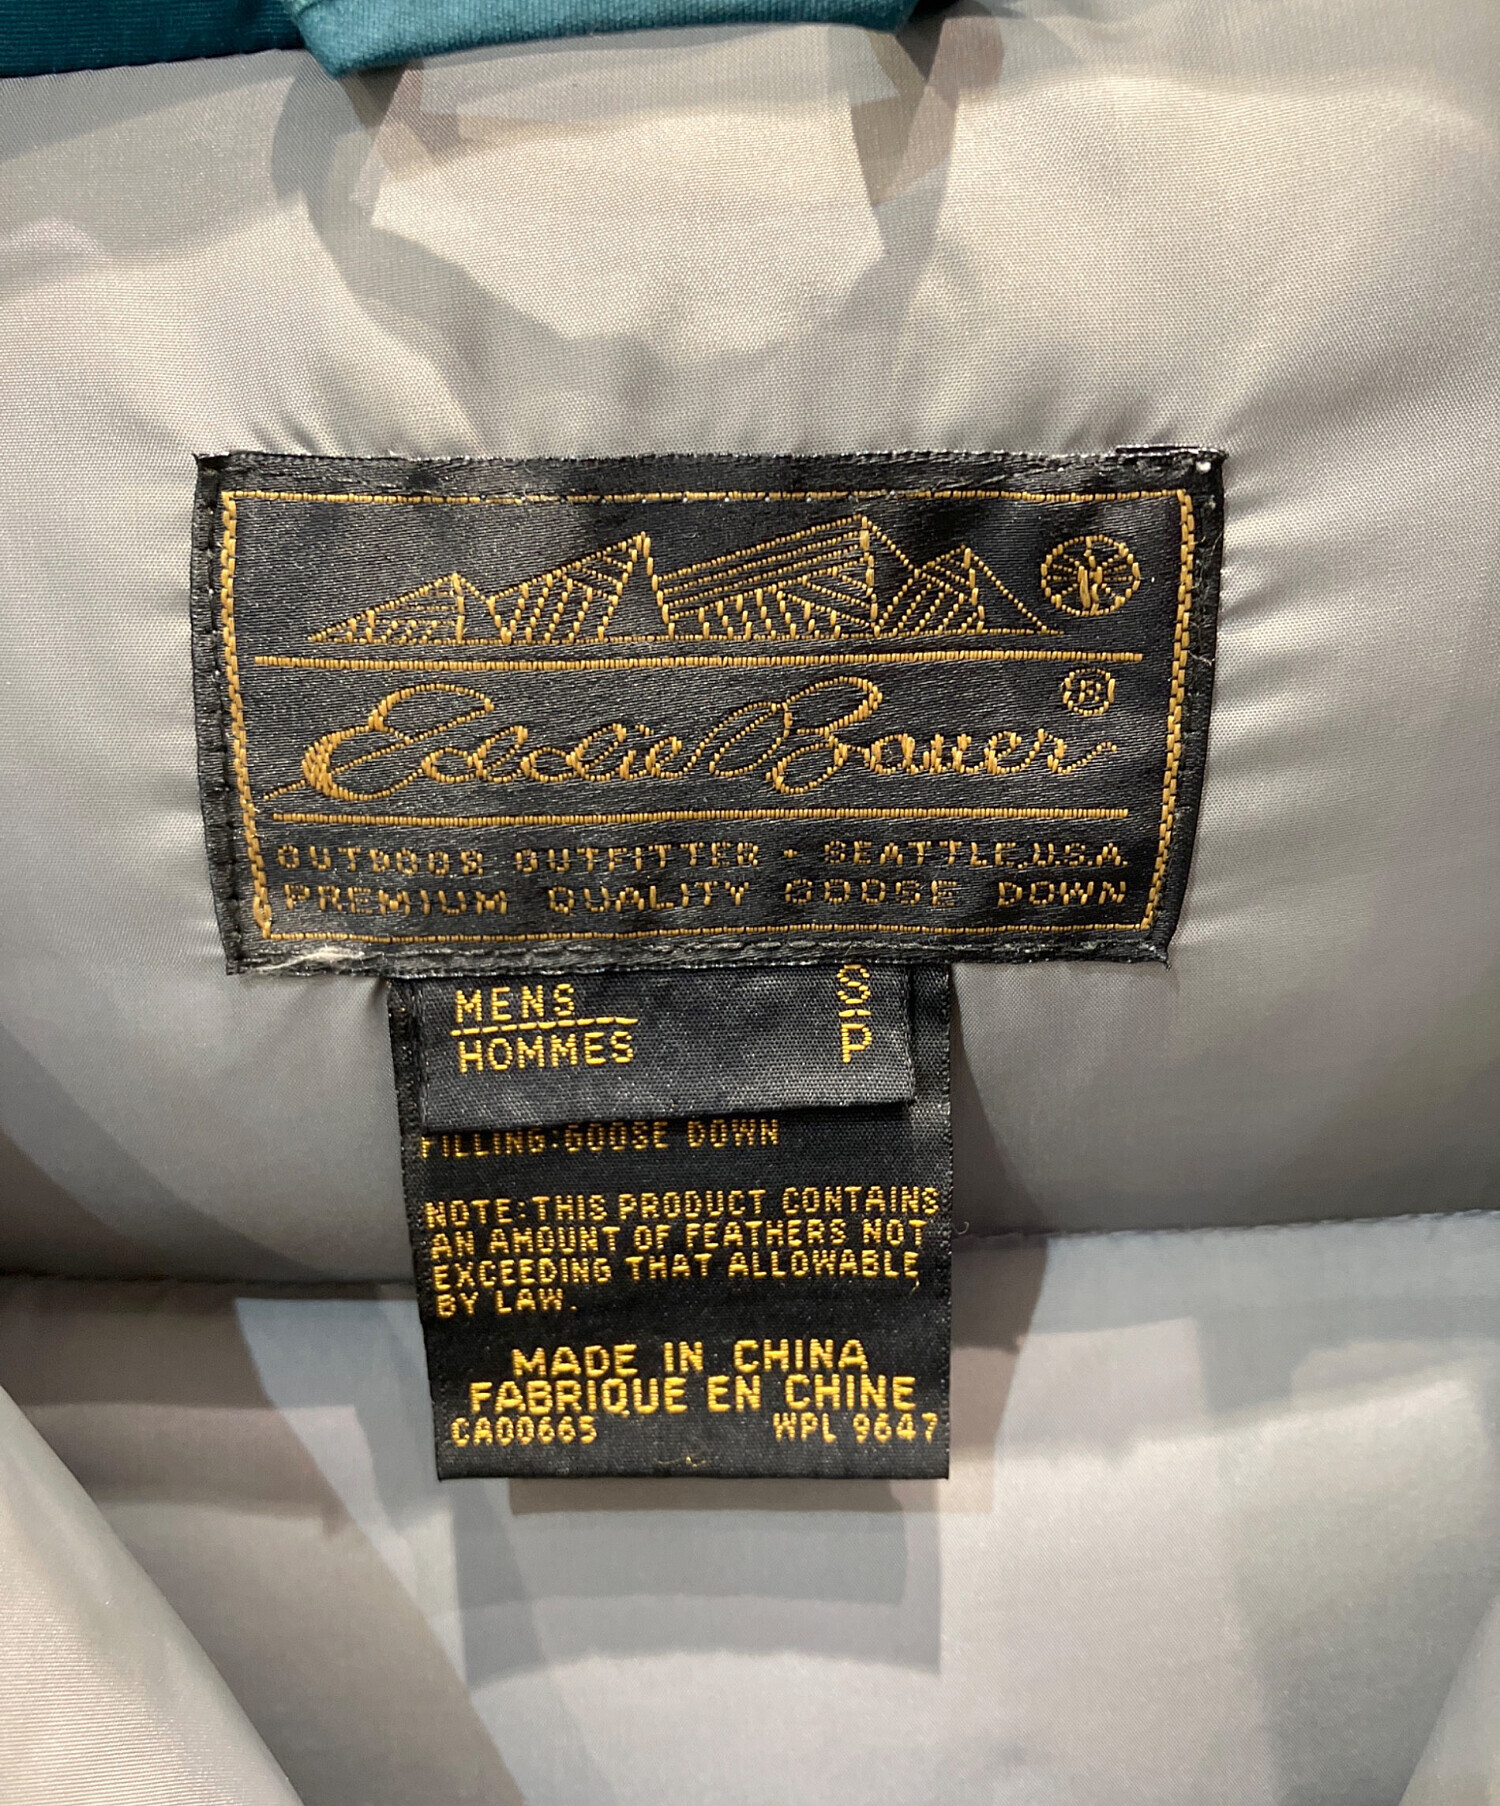 Eddie Bauer ®
OUTDOOR OUTFITTER · SEATTLE, U.S.A
PREMIUM QUALITY GOOSE DOWN
MENS S
HOMMES P
FILLING:GOOSE DOWN
NOTE:THIS PRODUCT CONTAINS
AN AMOUNT OF FEATHERS NOT
EXCEEDING THAT ALLOWABLE
BY LAW.
MADE IN CHINA
FABRIQUE EN CHINE
CA00665 WPL 9647